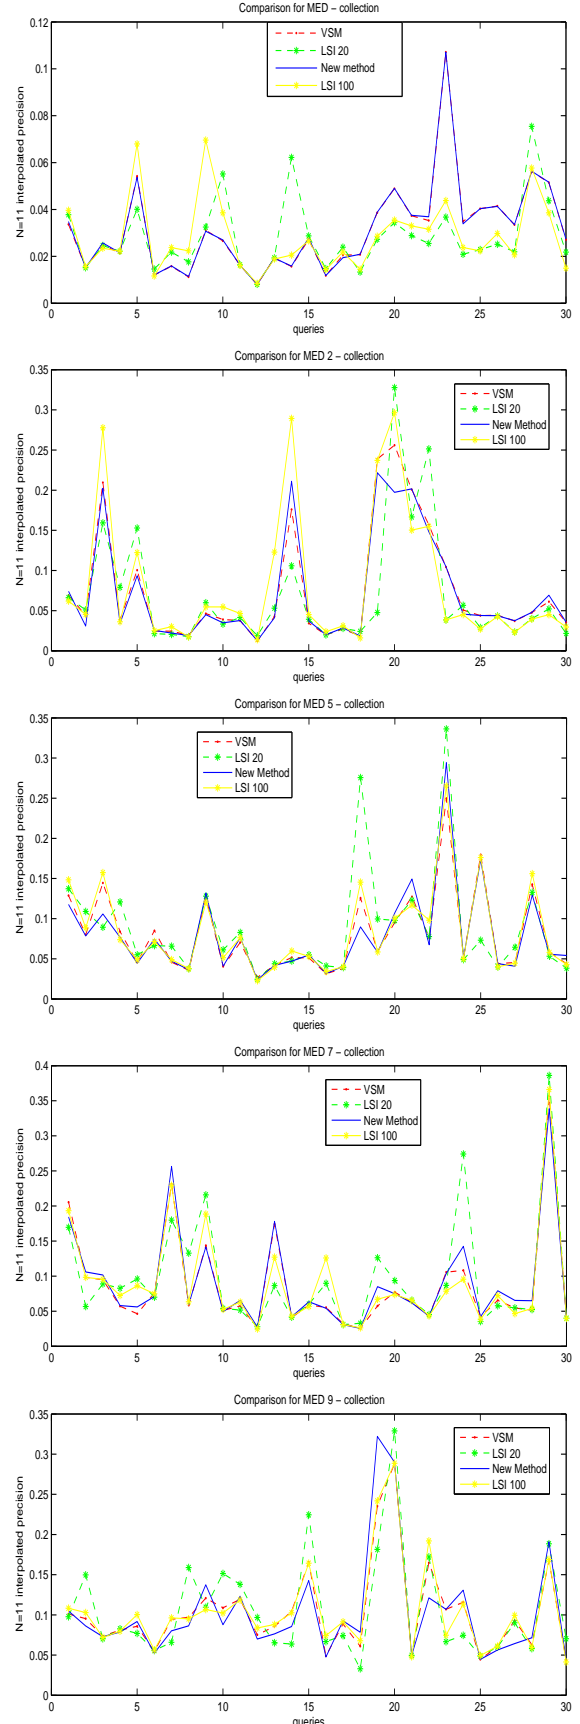 Comparison for MED – collection
0.12
0.1
0.08
0.06
0.04
0.02
0
N=11 interpolated precision
VSM
LSI 20
New method
LSI 100
0 5 10 15 20 25 30
queries
Comparison for MED 2 – collection
0.35
0.3
0.25
0.2
0.15
0.1
0.05
0
N=11 interpolated precision
VSM
LSI 20
New Method
LSI 100
0 5 10 15 20 25 30
queries
Comparison for MED 5 – collection
0.35
0.3
0.25
0.2
0.15
0.1
0.05
0
N=11 interpolated precision
VSM
LSI 20
New Method
LSI 100
0 5 10 15 20 25 30
queries
Comparison for MED 7 – collection
0.4
0.35
0.3
0.25
0.2
0.15
0.1
0.05
0
N=11 interpolated precision
VSM
LSI 20
New Method
LSI 100
0 5 10 15 20 25 30
queries
Comparison for MED 9 – collection
0.35
0.3
0.25
0.2
0.15
0.1
0.05
0
N=11 interpolated precision
VSM
LSI 20
New Method
LSI 100
0 5 10 15 20 25 30
queries